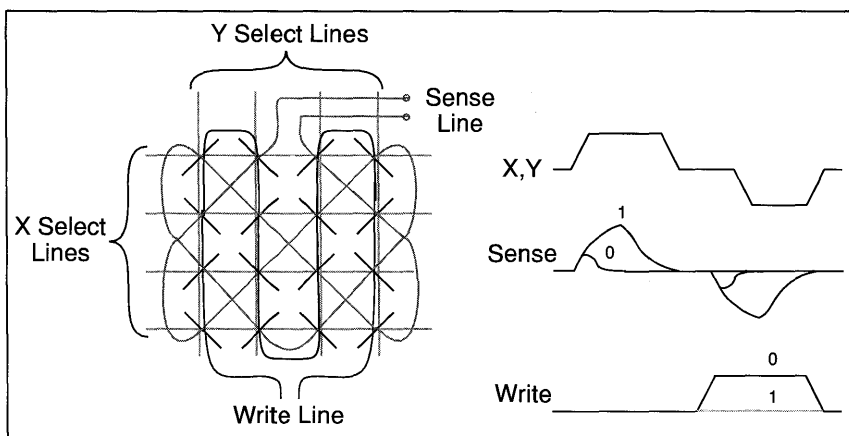 Y Select Lines
Sense
Line
X Select
Lines
Write Line
X,Y
1
0
Sense
0
1
Write